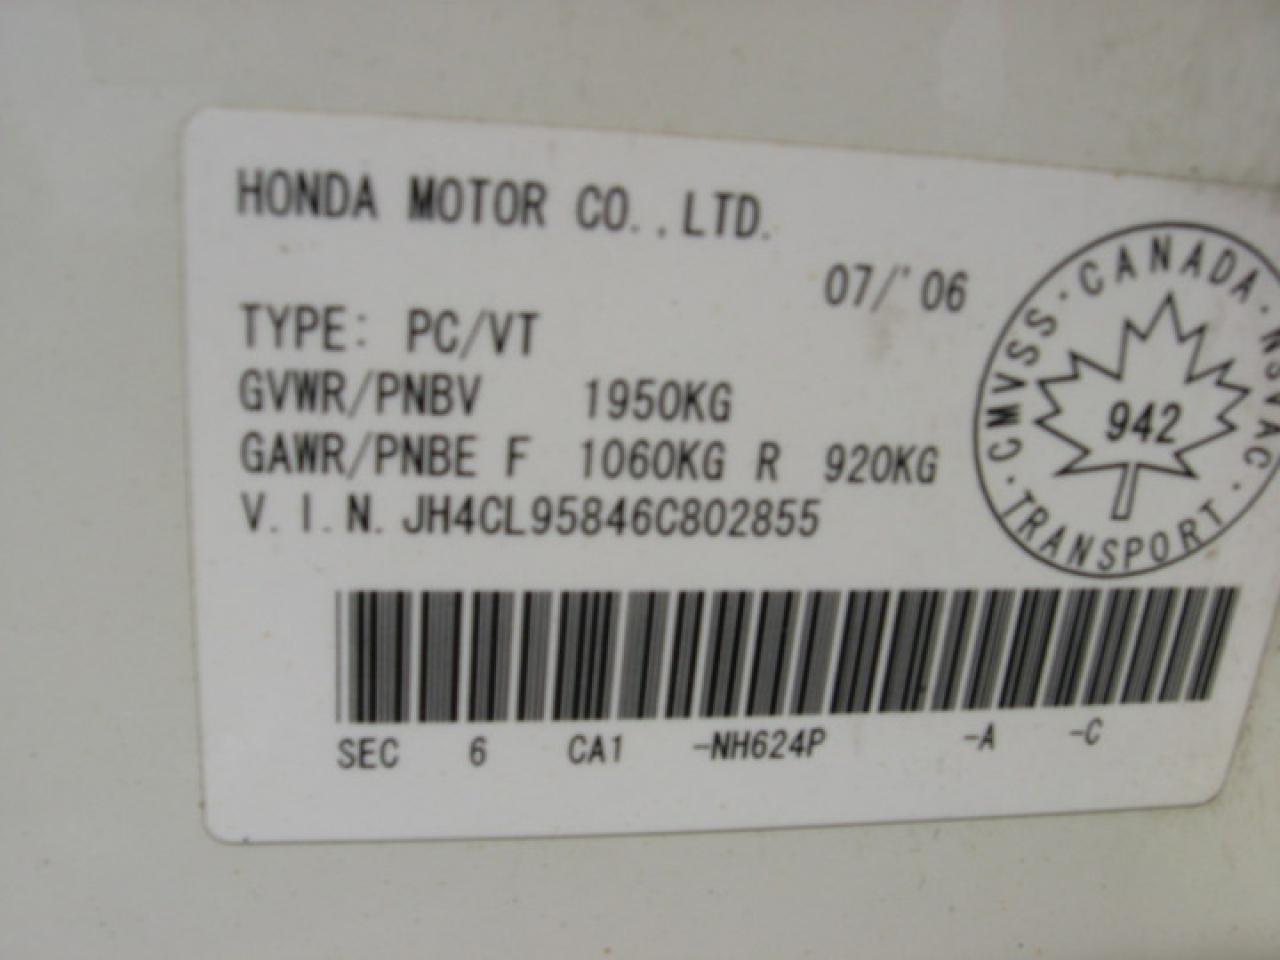 HONDA MOTOR CO.,LTD.
07/'06
TYPE: PC/VT
GVWR/PNBV 1950KG
GAWR/PNBE F 1060KG R 920KG
V.I.N. JH4CL95846C802855
CANADA · NSVAC · TRANSPORT · CMVSS ·
942
SEC 6 CA1 -NH624P -A -C